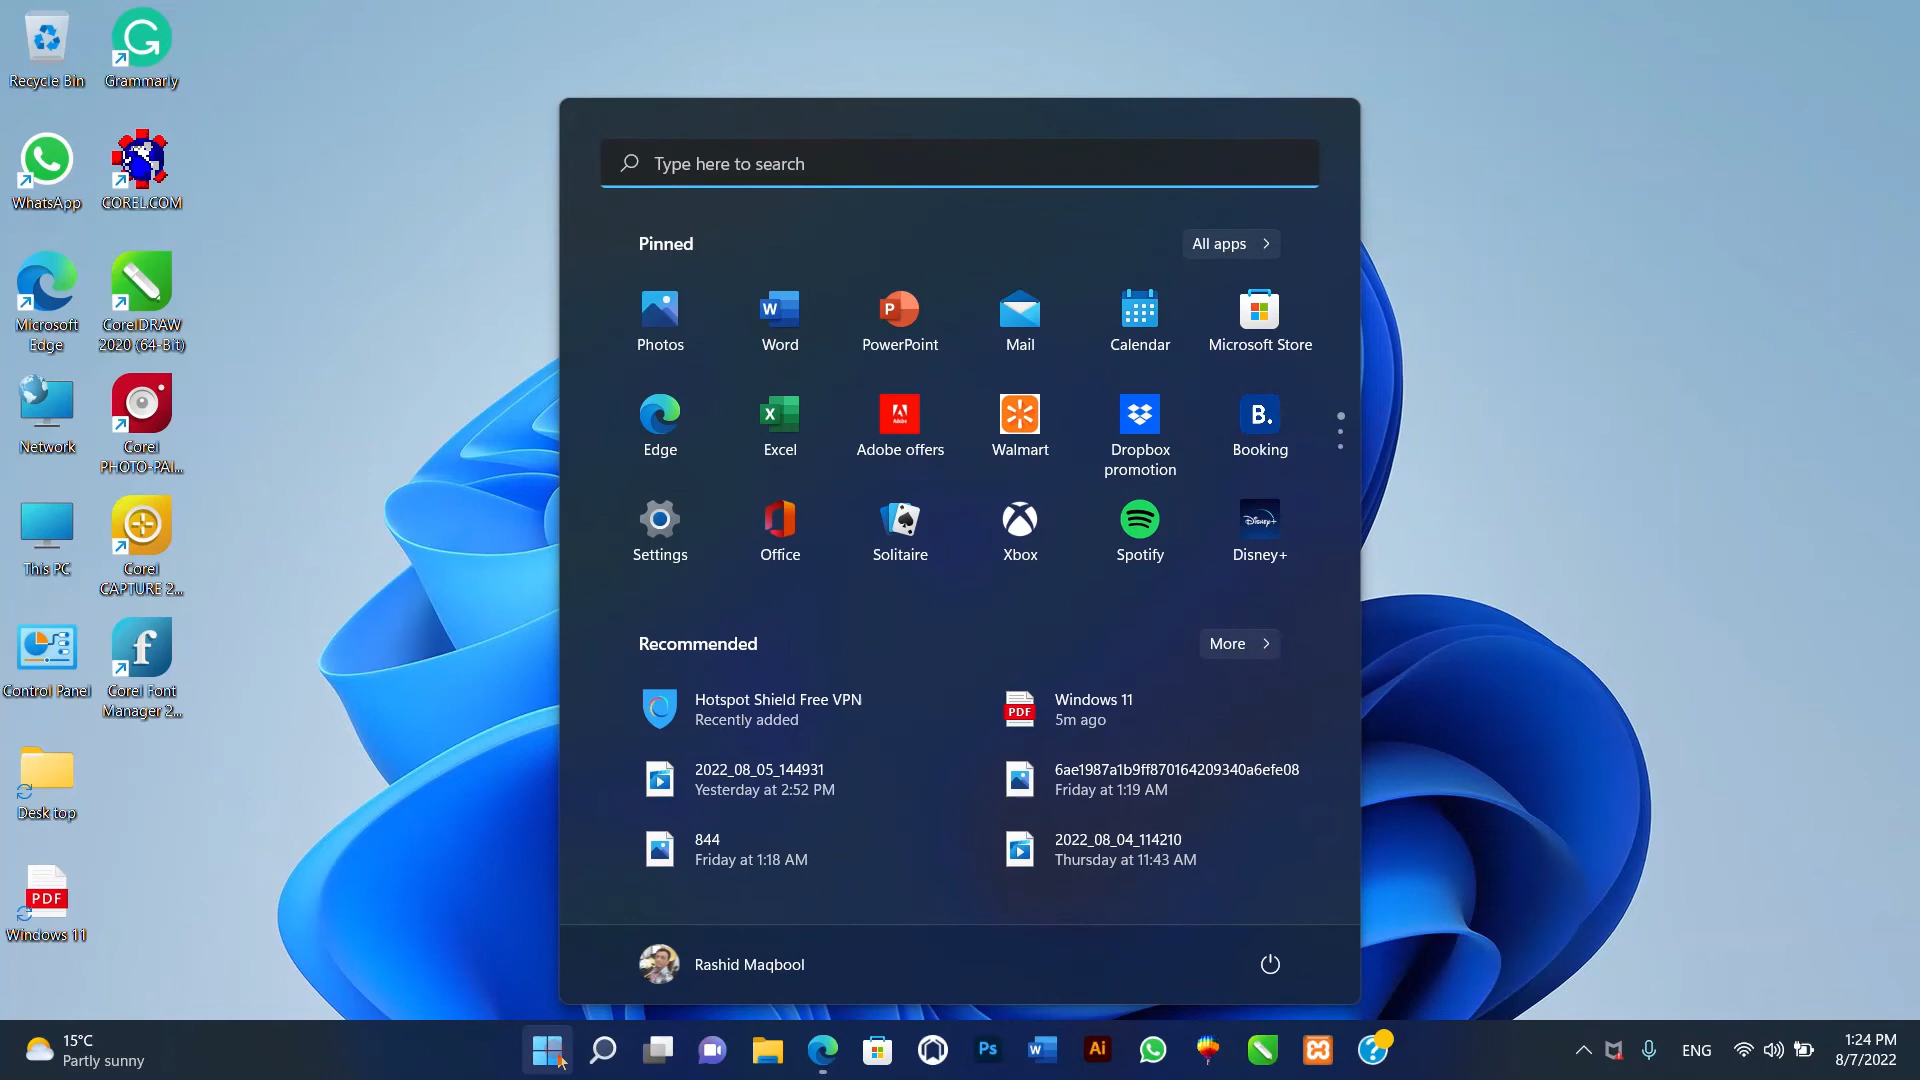 Recycle Bin
Grammarly
WhatsApp
COREL.COM
Microsoft
Edge
CorelDRAW
2020 (64-Bit)
Network
Corel
PHOTO-PAI...
This PC
Corel
CAPTURE 2...
Control Panel
Corel Font
Manager 2...
Desk top
PDF
Windows 11
Type here to search
Pinned
All apps
Photos
Word
PowerPoint
Mail
Calendar
Microsoft Store
Edge
Excel
Adobe offers
Walmart
Dropbox
promotion
Booking
Settings
Office
Solitaire
Xbox
Spotify
Disney+
Recommended
More
Hotspot Shield Free VPN
Recently added
PDF
Windows 11
5m ago
2022_08_05_144931
Yesterday at 2:52 PM
6ae1987a1b9ff870164209340a6efe08
Friday at 1:19 AM
844
Friday at 1:18 AM
2022_08_04_114210
Thursday at 11:43 AM
Rashid Maqbool
15°C
Partly sunny
Ps
W
Ai
ENG
1:24 PM
8/7/2022